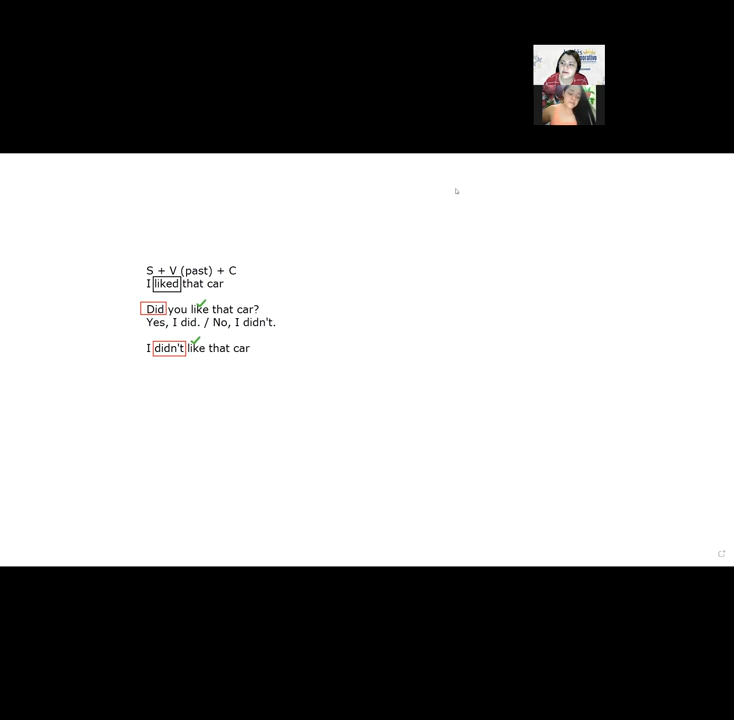 S + V (past) + C
I liked that car
Did you like that car?
Yes, I did. / No, I didn't.
I didn't like that car